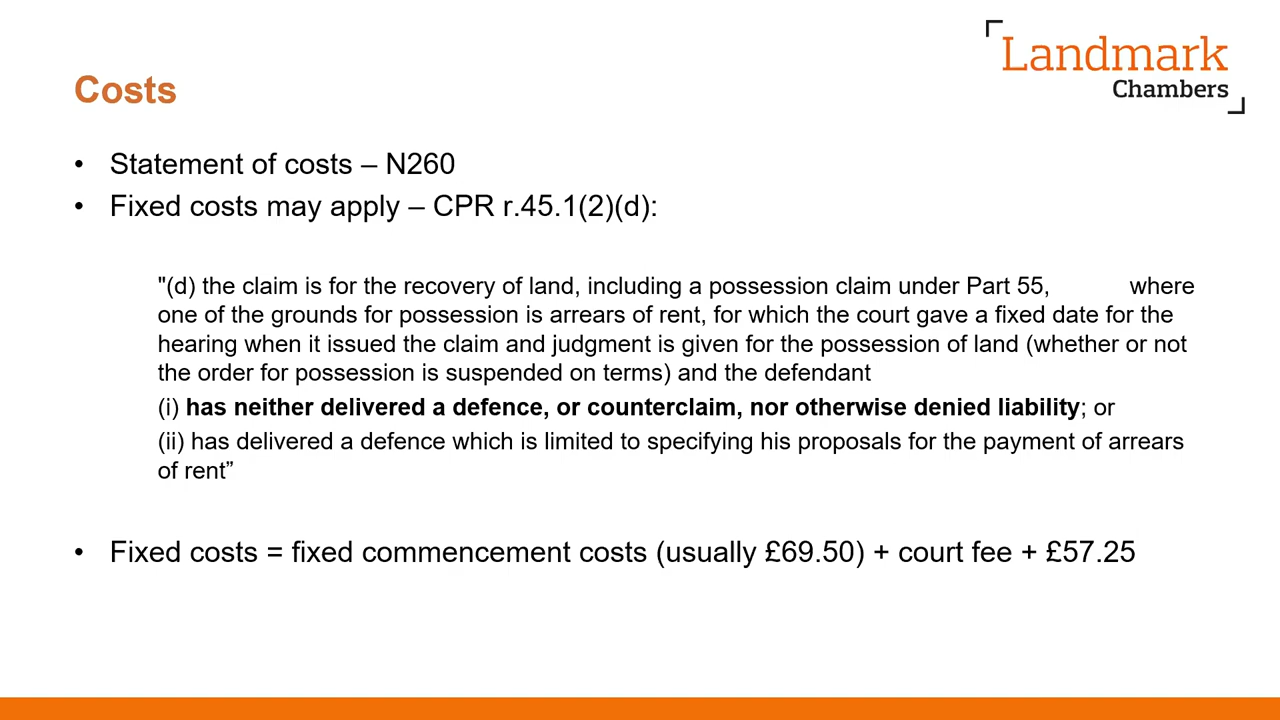 Landmark
Chambers
Costs
• Statement of costs – N260
• Fixed costs may apply – CPR r.45.1(2)(d):
"(d) the claim is for the recovery of land, including a possession claim under Part 55, where
one of the grounds for possession is arrears of rent, for which the court gave a fixed date for the
hearing when it issued the claim and judgment is given for the possession of land (whether or not
the order for possession is suspended on terms) and the defendant
(i) has neither delivered a defence, or counterclaim, nor otherwise denied liability; or
(ii) has delivered a defence which is limited to specifying his proposals for the payment of arrears
of rent”
• Fixed costs = fixed commencement costs (usually £69.50) + court fee + £57.25